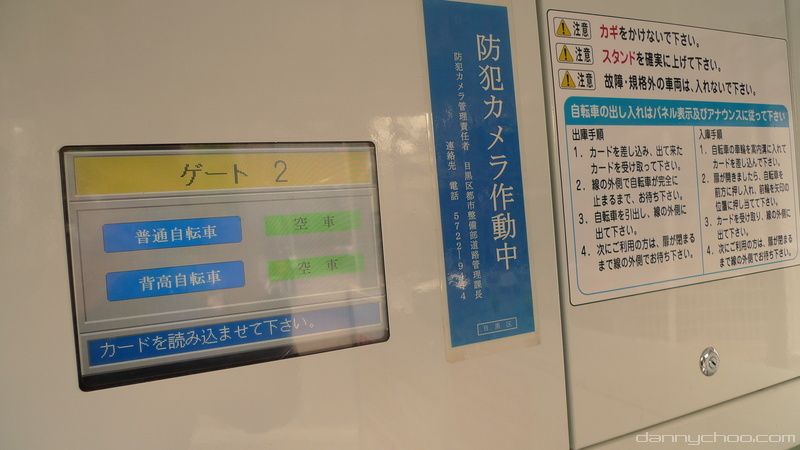 ゲート 2
普通自転車
空車
背高自転車
空車
カードを読み込ませて下さい。
防犯カメラ作動中
防犯カメラ管理責任者 目黒区都市整備部道路管理課長
連絡先 電話 5722-9444
目黒区
注意 カギをかけないで下さい。
注意 スタンドを確実に上げて下さい。
注意 故障・規格外の車両は、入れないで下さい。
自転車の出し入れはパネル表示及びアナウンスに従って下さい
出庫手順
1. カードを差し込み、出て来た
カードを受け取って下さい。
2. 線の外側で自転車が完全に
止まるまで、お待ち下さい。
3. 自転車を引出し、線の外側に
出て下さい。
4. 次にご利用の方は、扉が閉まる
まで線の外側でお待ち下さい。
入庫手順
1. 自転車の車輪を案内溝に入れて
カードを差し込んで下さい。
2. 扉が開きましたら、自転車を
前方に押し入れ、前輪を矢印の
位置に押し当てて下さい。
3. カードを受け取り、線の外側に
出て下さい。
4. 次にご利用の方は、扉が閉まる
まで線の外側でお待ち下さい。
dannychoo.com